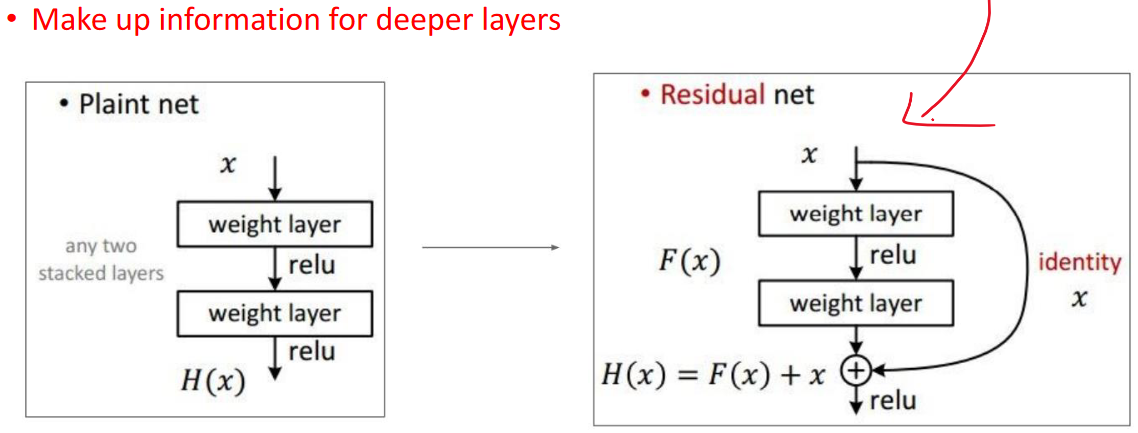 • Make up information for deeper layers
• Plaint net
x
weight layer
any two
stacked layers
relu
weight layer
relu
H(x)
• Residual net
x
weight layer
F(x)
relu
identity
x
weight layer
H(x) = F(x) + x
relu